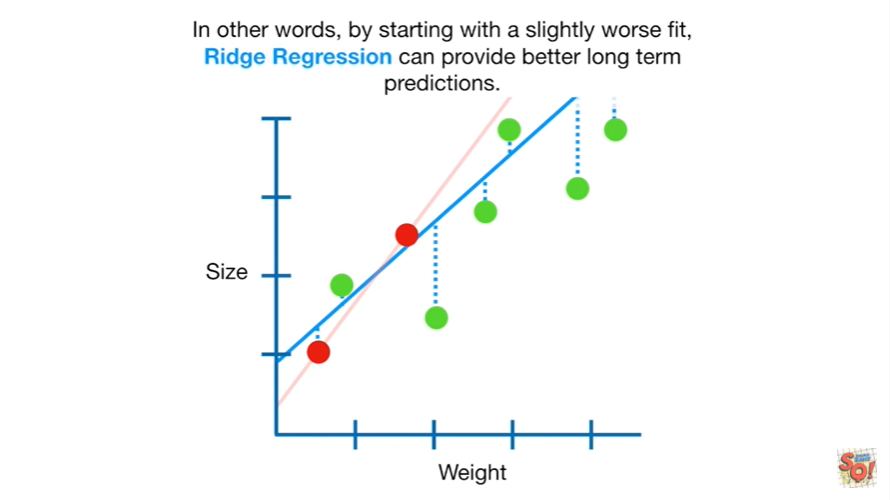 In other words, by starting with a slightly worse fit,
Ridge Regression can provide better long term
predictions.
Size
Weight
SQ!